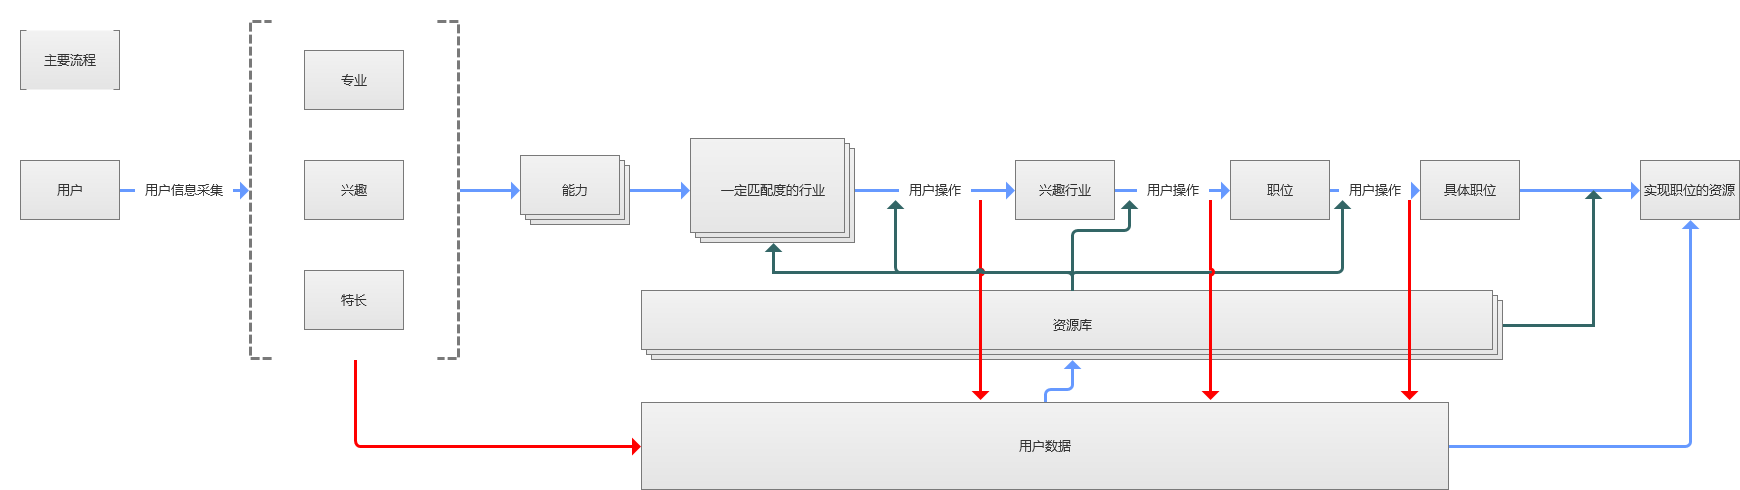 主要流程
专业
用户
用户信息采集
兴趣
能力
一定匹配度的行业
用户操作
兴趣行业
用户操作
职位
用户操作
具体职位
实现职位的资源
特长
资源库
用户数据